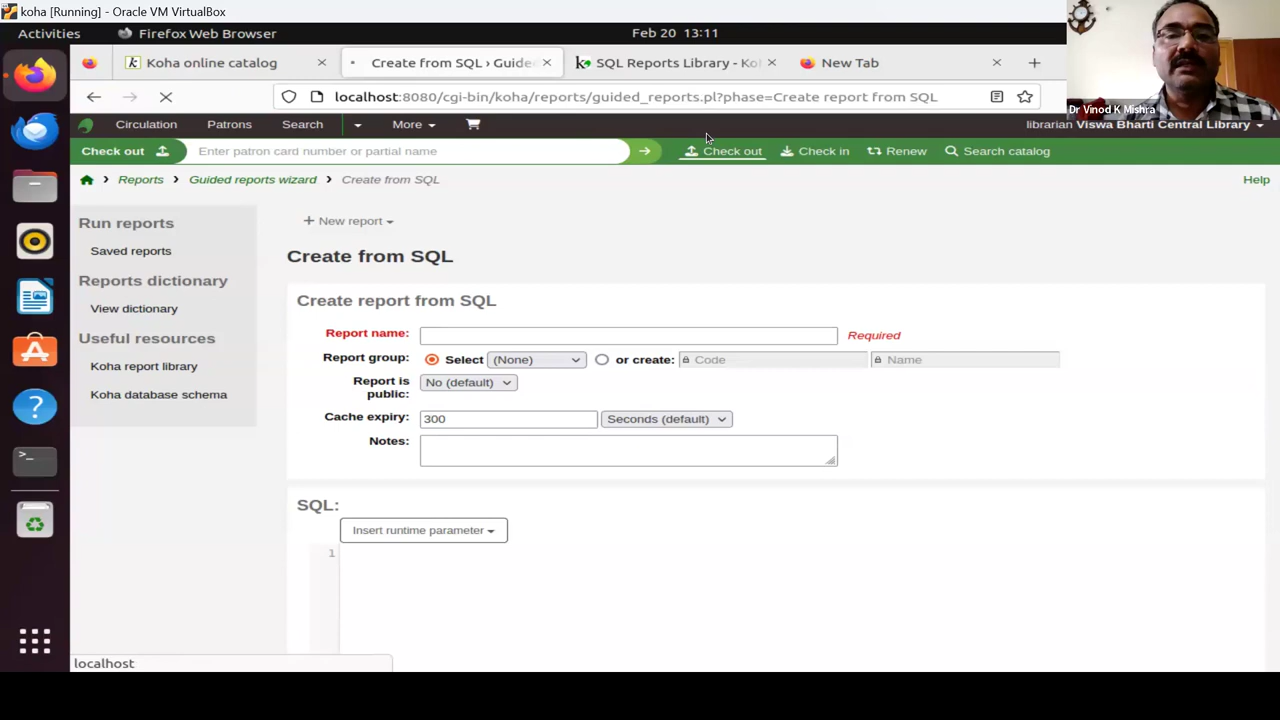 koha [Running] - Oracle VM VirtualBox
Activities Firefox Web Browser Feb 20 13:11
Koha online catalog Create from SQL › Guide SQL Reports Library - Ko New Tab
localhost:8080/cgi-bin/koha/reports/guided_reports.pl?phase=Create report from SQL
Dr Vinod K Mishra
Circulation Patrons Search More librarian Viswa Bharti Central Library
Check out Enter patron card number or partial name Check out Check in Renew Search catalog
Reports Guided reports wizard Create from SQL Help
Run reports
Saved reports
Reports dictionary
View dictionary
Useful resources
Koha report library
Koha database schema
+ New report
Create from SQL
Create report from SQL
Report name: Required
Report group: Select (None) or create: Code Name
Report is public: No (default)
Cache expiry: 300 Seconds (default)
Notes:
SQL:
Insert runtime parameter
1
localhost